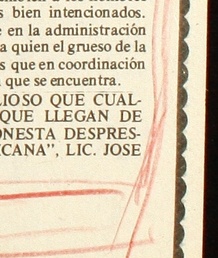 s bien intencionados.
e en la administración
a quien el grueso de la
s que en coordinación
que se encuentra.
LIOSO QUE CUAL-
QUE LLEGAN DE
ONESTA DESPRES-
ICANA”, LIC. JOSE